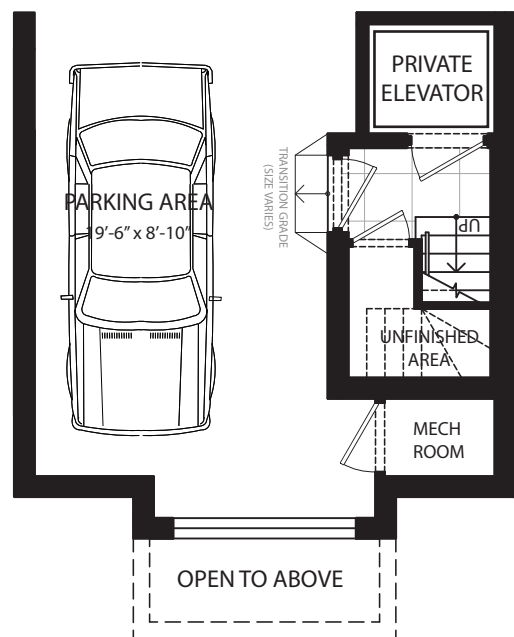 PRIVATE
ELEVATOR
TRANSITION GRADE
(SIZE VARIES)
PARKING AREA
19'-6" x 8'-10"
UP
UNFINISHED
AREA
MECH
ROOM
OPEN TO ABOVE